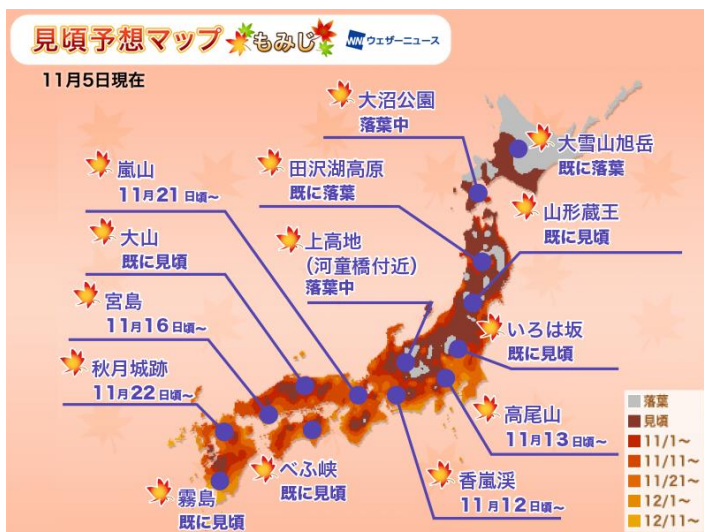 見頃予想マップ もみじ WNI ウェザーニュース
11月5日現在
大沼公園
落葉中
大雪山旭岳
既に落葉
嵐山
11月21日頃～
田沢湖高原
既に落葉
山形蔵王
既に見頃
大山
既に見頃
上高地
（河童橋付近）
落葉中
宮島
11月16日頃～
いろは坂
既に見頃
秋月城跡
11月22日頃～
高尾山
11月13日頃～
べふ峡
既に見頃
香嵐渓
11月12日頃～
霧島
既に見頃
落葉
見頃
11/1～
11/11～
11/21～
12/1～
12/11～